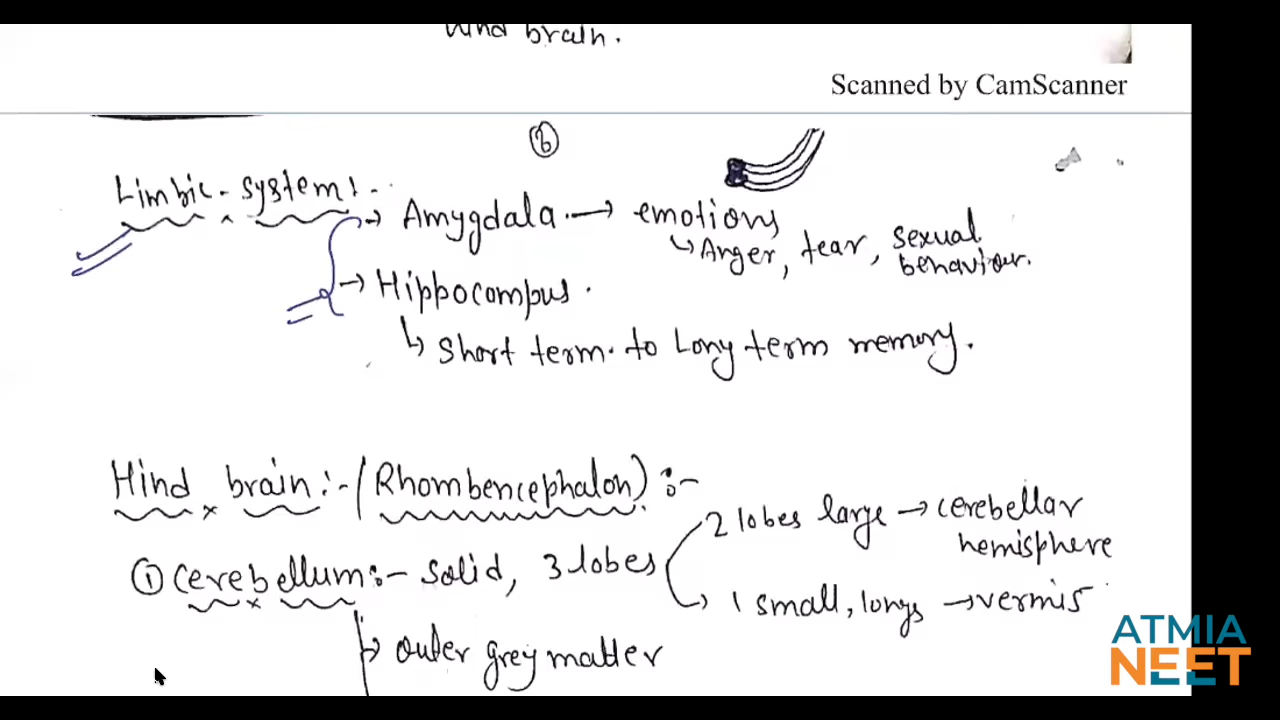 Hind brain.
Scanned by CamScanner
6
Limbic - system :-
→ Amygdala → emotions
↳ Anger, fear, sexual behaviour.
→ Hippocampus.
↳ Short term to Long term memory.
Hind brain :- (Rhombencephalon) :-
① Cerebellum :- solid, 3 lobes
2 lobes large → cerebellar hemisphere
→ 1 small, longs → vermis
→ outer grey matter
ATMIA
NEET